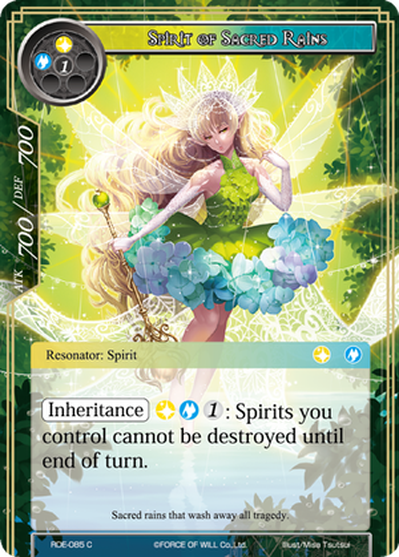 Spirit of Sacred Rains
1
ATK 700 / DEF 700
Resonator: Spirit
Inheritance 1: Spirits you
control cannot be destroyed until
end of turn.
Sacred rains that wash away all tragedy.
RDE-085 C ©FORCE OF WILL Co.,Ltd. Illust/Mise Tsutsui